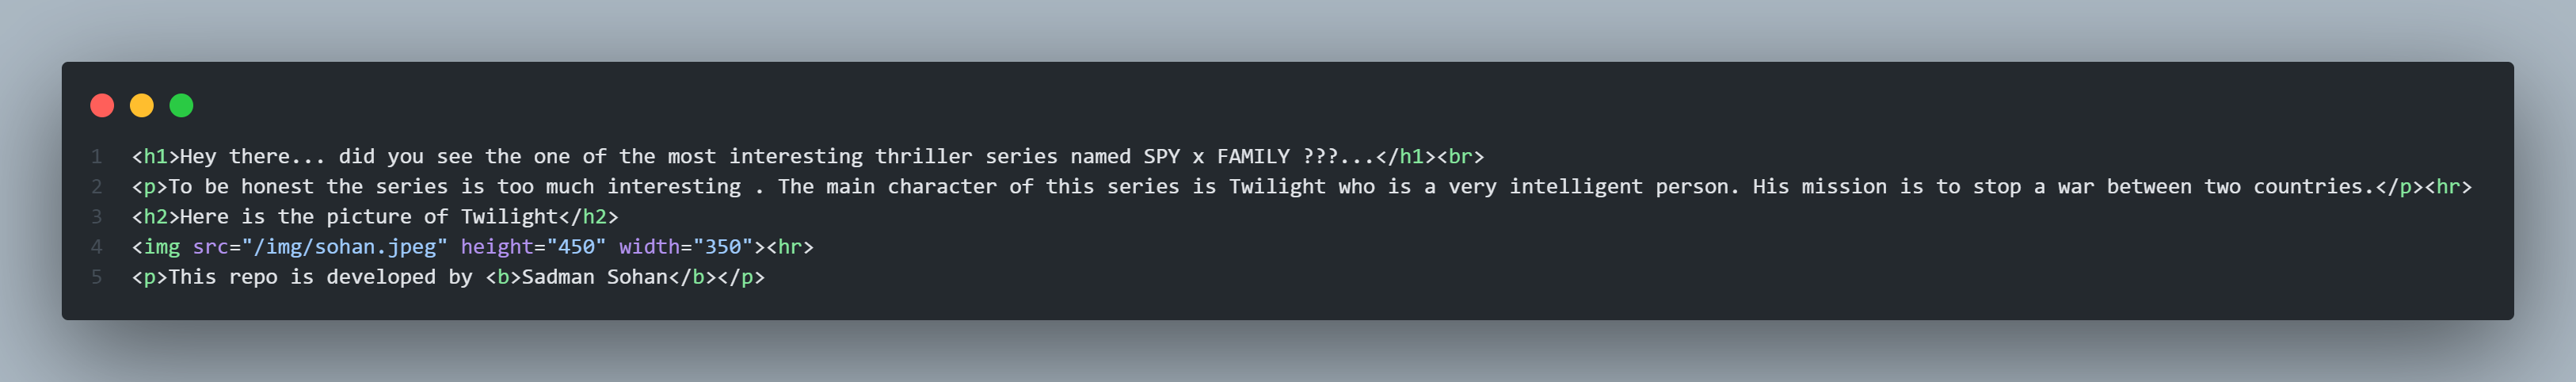 1 <h1>Hey there... did you see the one of the most interesting thriller series named SPY x FAMILY ???...</h1><br>
2 <p>To be honest the series is too much interesting . The main character of this series is Twilight who is a very intelligent person. His mission is to stop a war between two countries.</p><hr>
3 <h2>Here is the picture of Twilight</h2>
4 <img src="/img/sohan.jpeg" height="450" width="350"><hr>
5 <p>This repo is developed by <b>Sadman Sohan</b></p>